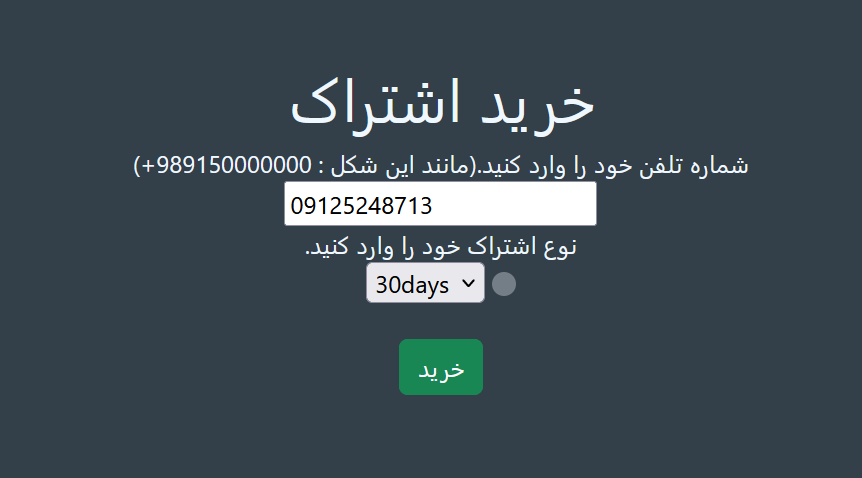 خرید اشتراک
شماره تلفن خود را وارد کنید.(مانند این شکل : 989150000000+)
09125248713
نوع اشتراک خود را وارد کنید.
30days
خرید